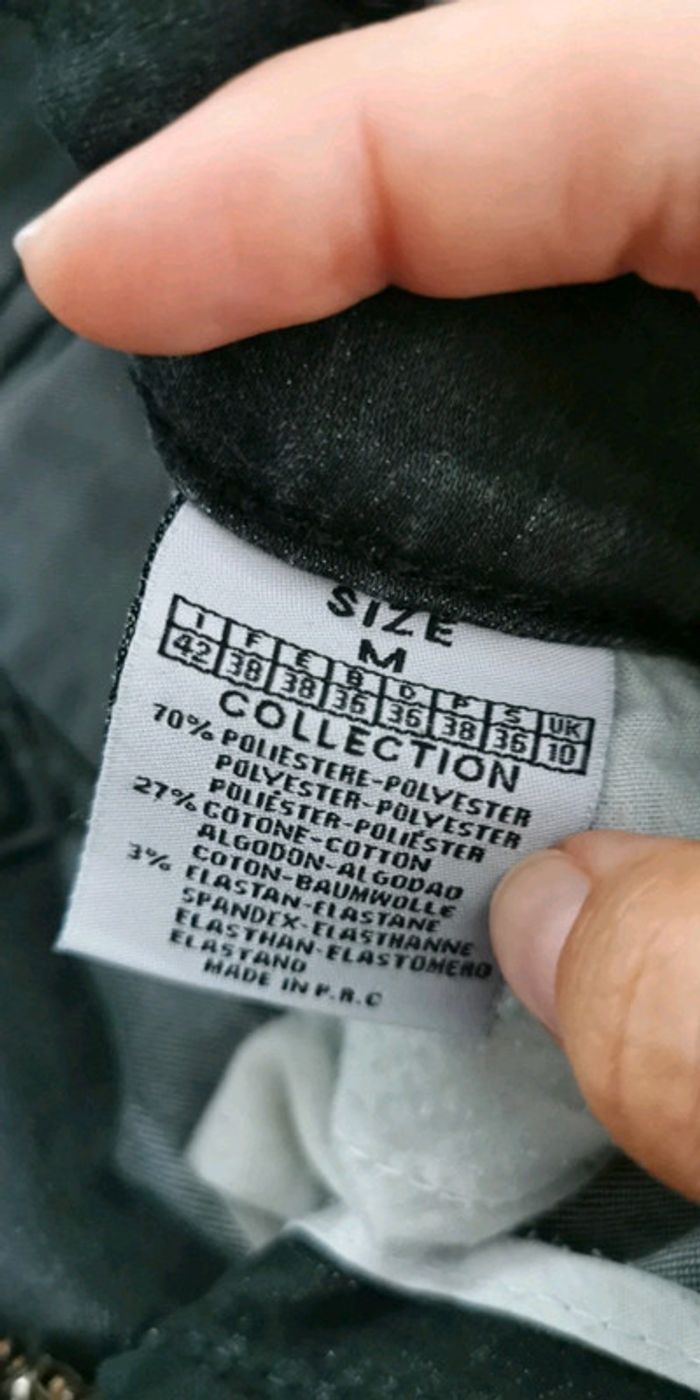 SIZE
M
I F E B D P S UK
42 38 38 36 36 38 36 10
COLLECTION
70% POLIESTERE-POLYESTER
POLYESTER-POLYESTER
POLIÉSTER-POLIÉSTER
27% COTONE-COTTON
ALGODON-ALGODAO
COTON-BAUMWOLLE
3% ELASTAN-ELASTANE
SPANDEX-ELASTHANNE
ELASTHAN-ELASTOMERO
ELASTANO
MADE IN P.R.C